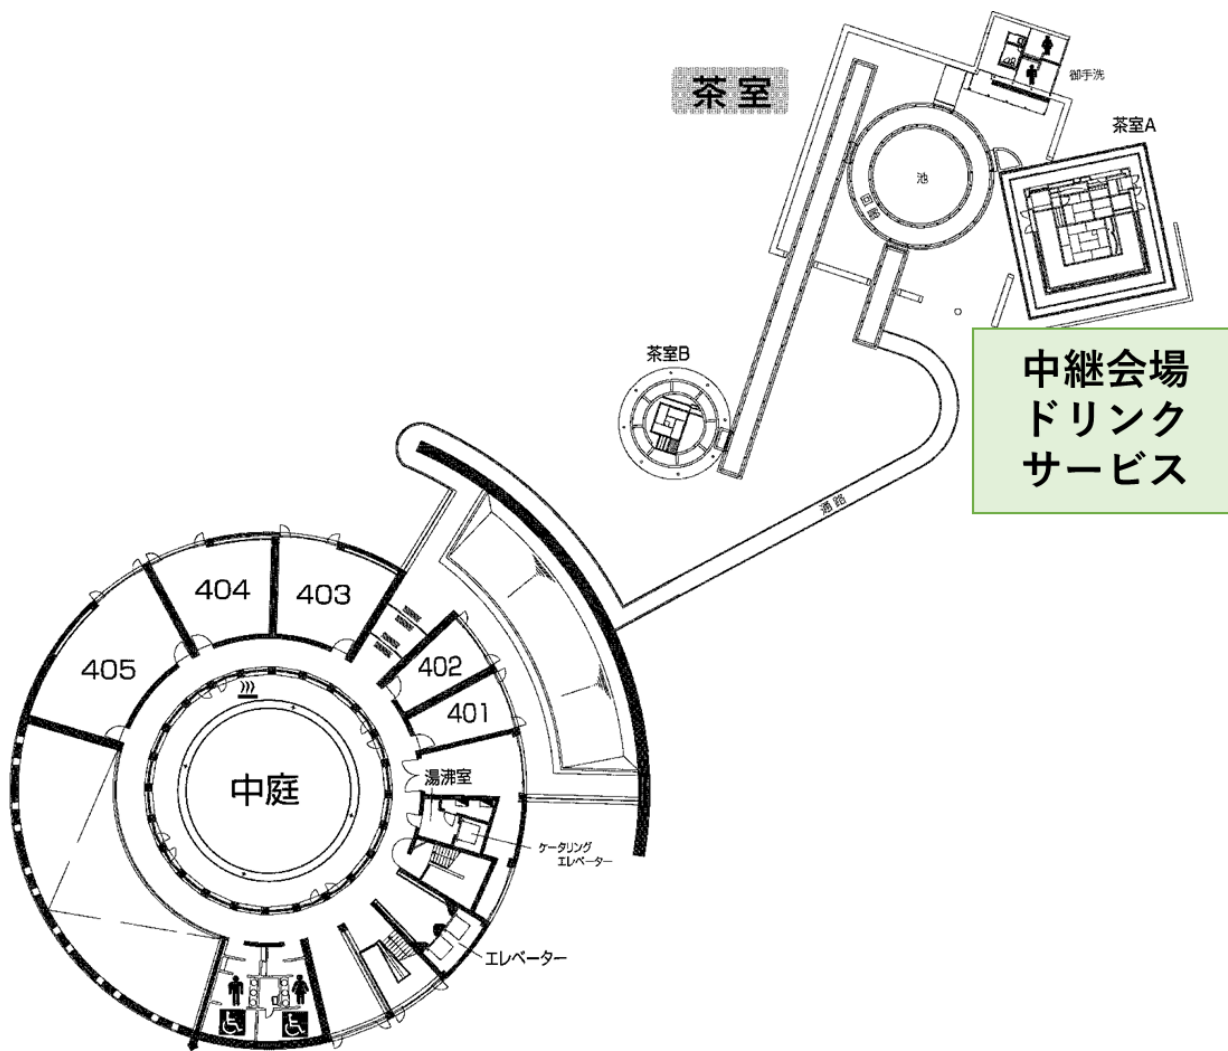 茶室
御手洗
茶室A
池
回廊
茶室B
中継会場
ドリンク
サービス
通路
404
403
405
402
401
中庭
湯沸室
ケータリング
エレベーター
エレベーター